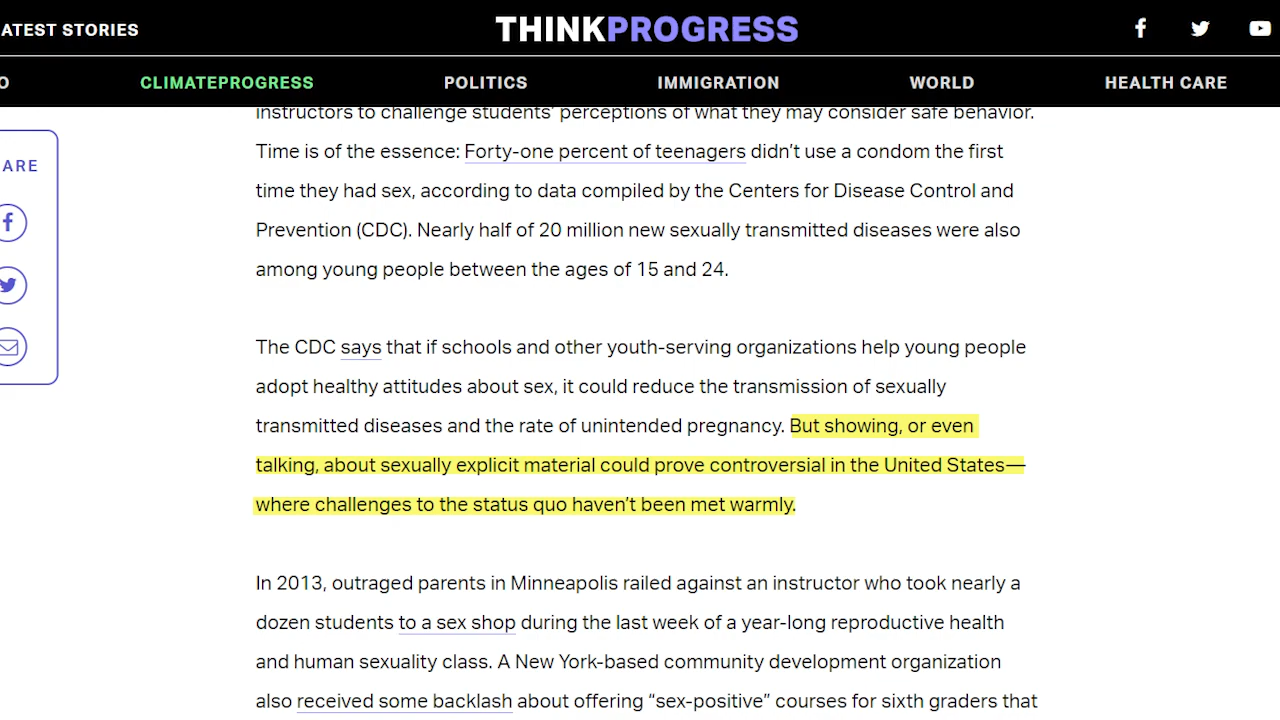 ATEST STORIES
THINKPROGRESS
O
CLIMATEPROGRESS
POLITICS
IMMIGRATION
WORLD
HEALTH CARE
instructors to challenge students' perceptions of what they may consider safe behavior.
ARE
Time is of the essence: Forty-one percent of teenagers didn't use a condom the first
time they had sex, according to data compiled by the Centers for Disease Control and
Prevention (CDC). Nearly half of 20 million new sexually transmitted diseases were also
among young people between the ages of 15 and 24.
The CDC says that if schools and other youth-serving organizations help young people
adopt healthy attitudes about sex, it could reduce the transmission of sexually
transmitted diseases and the rate of unintended pregnancy. But showing, or even
talking, about sexually explicit material could prove controversial in the United States—
where challenges to the status quo haven't been met warmly.
In 2013, outraged parents in Minneapolis railed against an instructor who took nearly a
dozen students to a sex shop during the last week of a year-long reproductive health
and human sexuality class. A New York-based community development organization
also received some backlash about offering “sex-positive” courses for sixth graders that